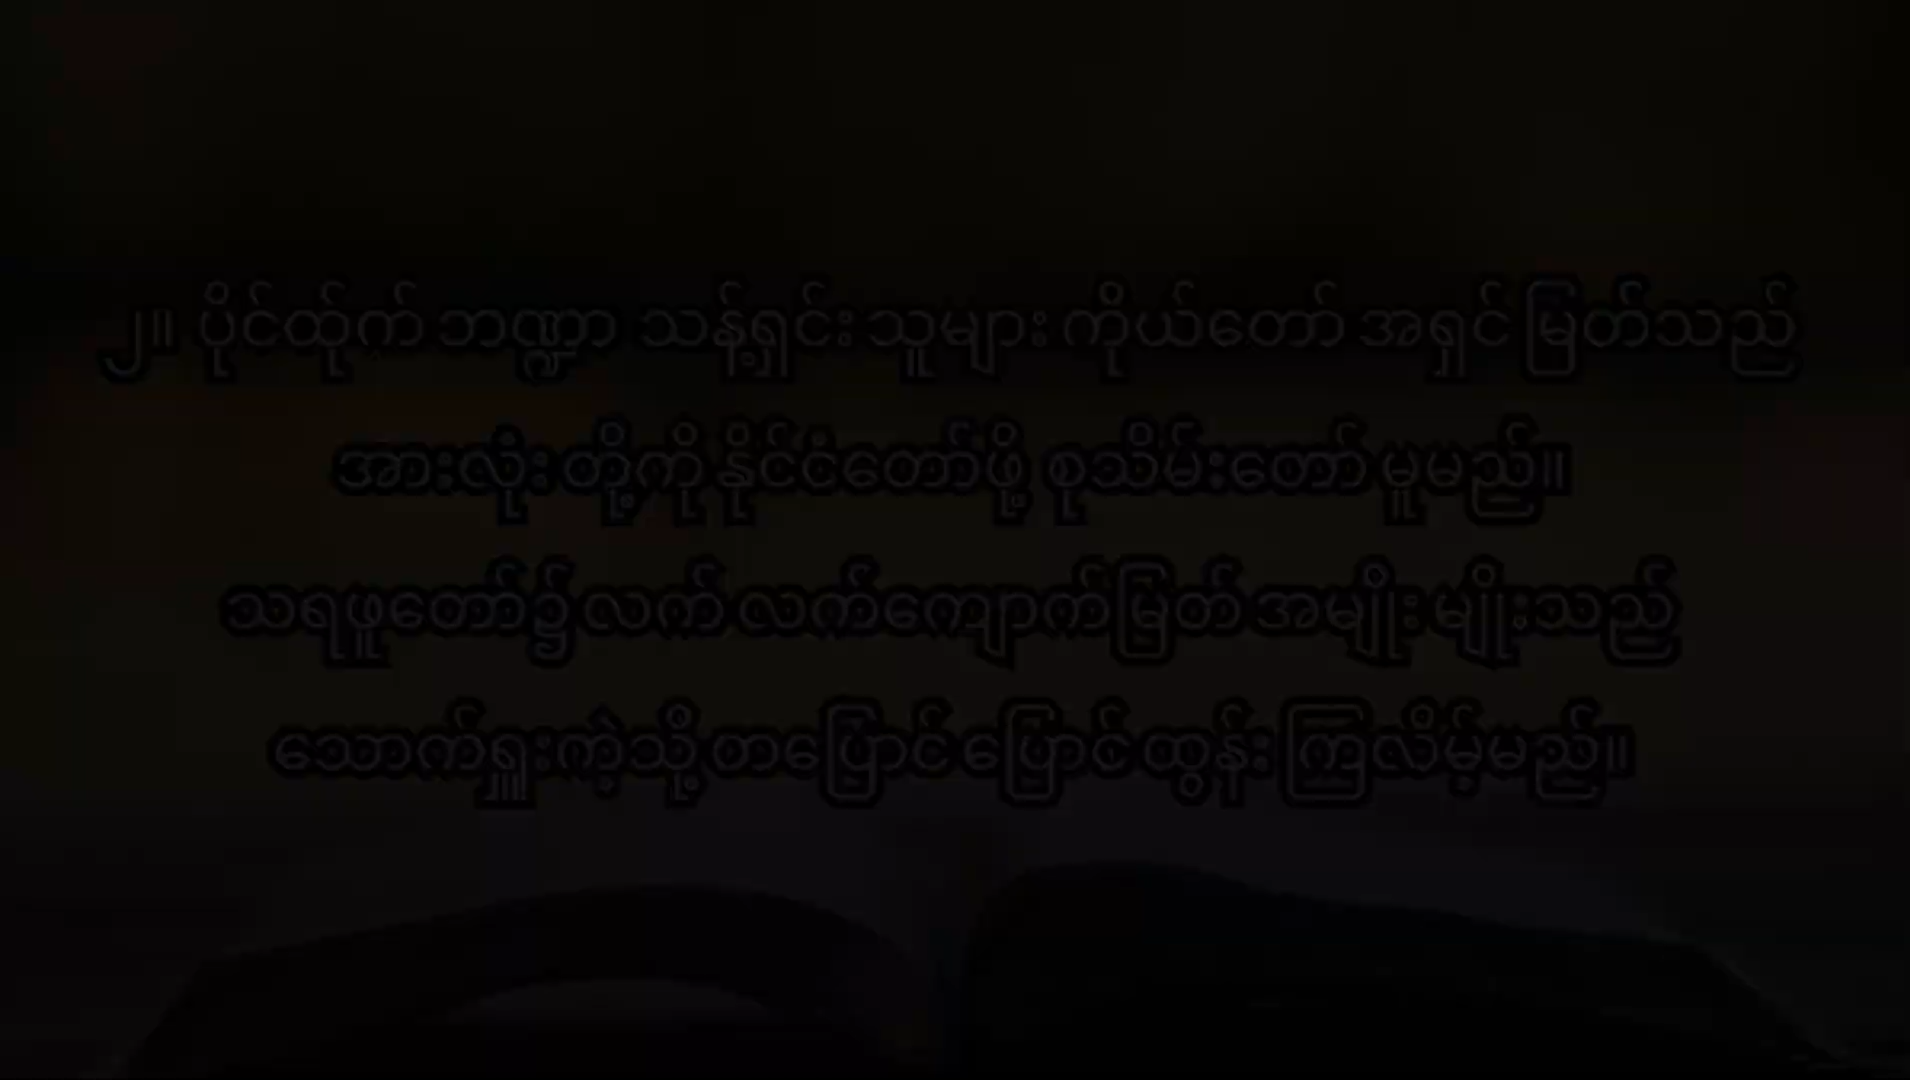 ၂။ ပိုင်ထိုက် ဘဏ္ဍာ သန့်ရှင်းသူများ ကိုယ်တော် အရှင် မြတ်သည်
အားလုံးတို့ကို နိုင်ငံတော်ဖို့ စုသိမ်းတော် မူမည်။
သရဖူတော်၌လက်လက်ကျောက်မြတ်အမျိုးမျိုးသည်
သောက်ရှူးကဲ့သို့တပြောင်ပြောင်ထွန်း ကြလိမ့်မည်။